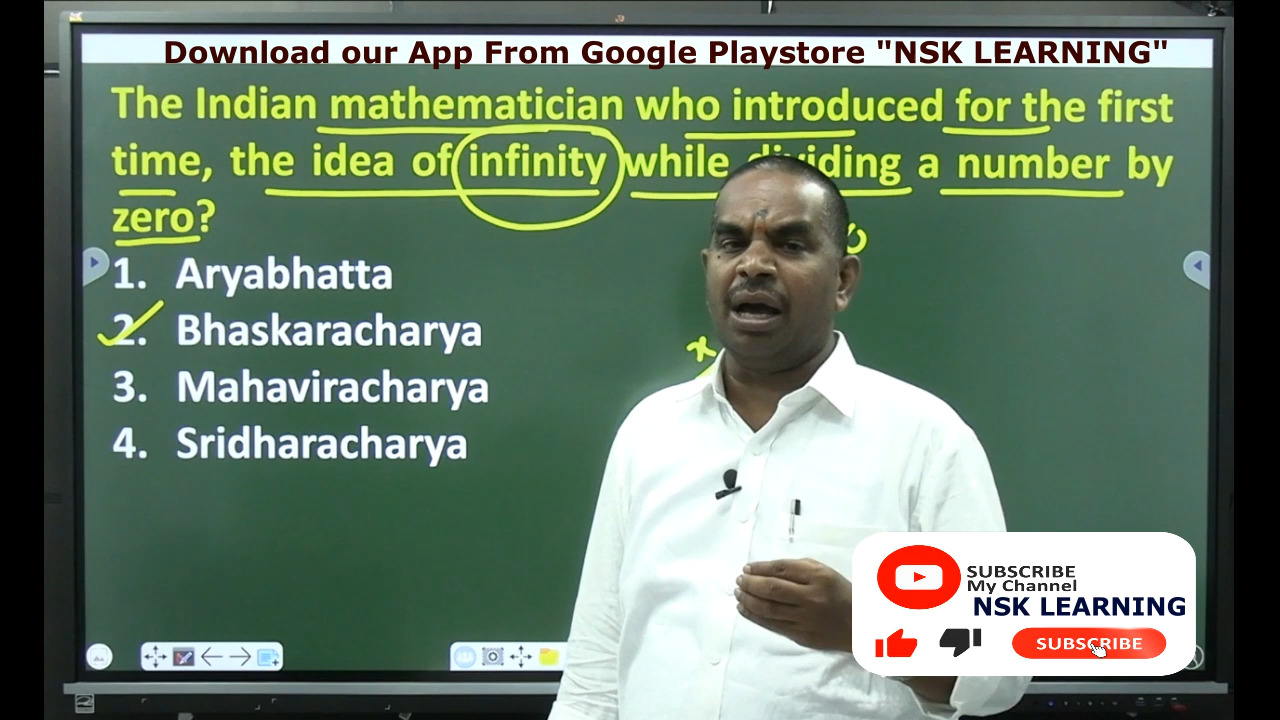 Download our App From Google Playstore "NSK LEARNING"
The Indian mathematician who introduced for the first
time, the idea of infinity while dividing a number by
zero?
1. Aryabhatta
2. Bhaskaracharya
3. Mahaviracharya
4. Sridharacharya
x
SUBSCRIBE
My Channel
NSK LEARNING
SUBSCRIBE